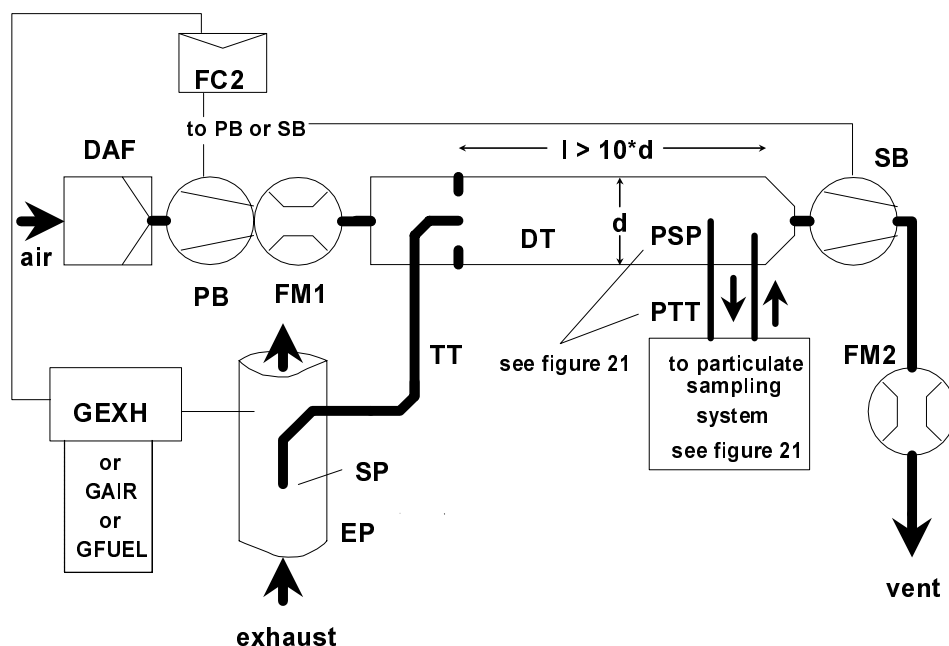 FC2
to PB or SB
DAF
l > 10*d
SB
air
DT
d
PSP
PB
FM1
PTT
TT
see figure 21
FM2
to particulate
sampling
system
see figure 21
GEXH
or
GAIR
or
GFUEL
SP
EP
vent
exhaust